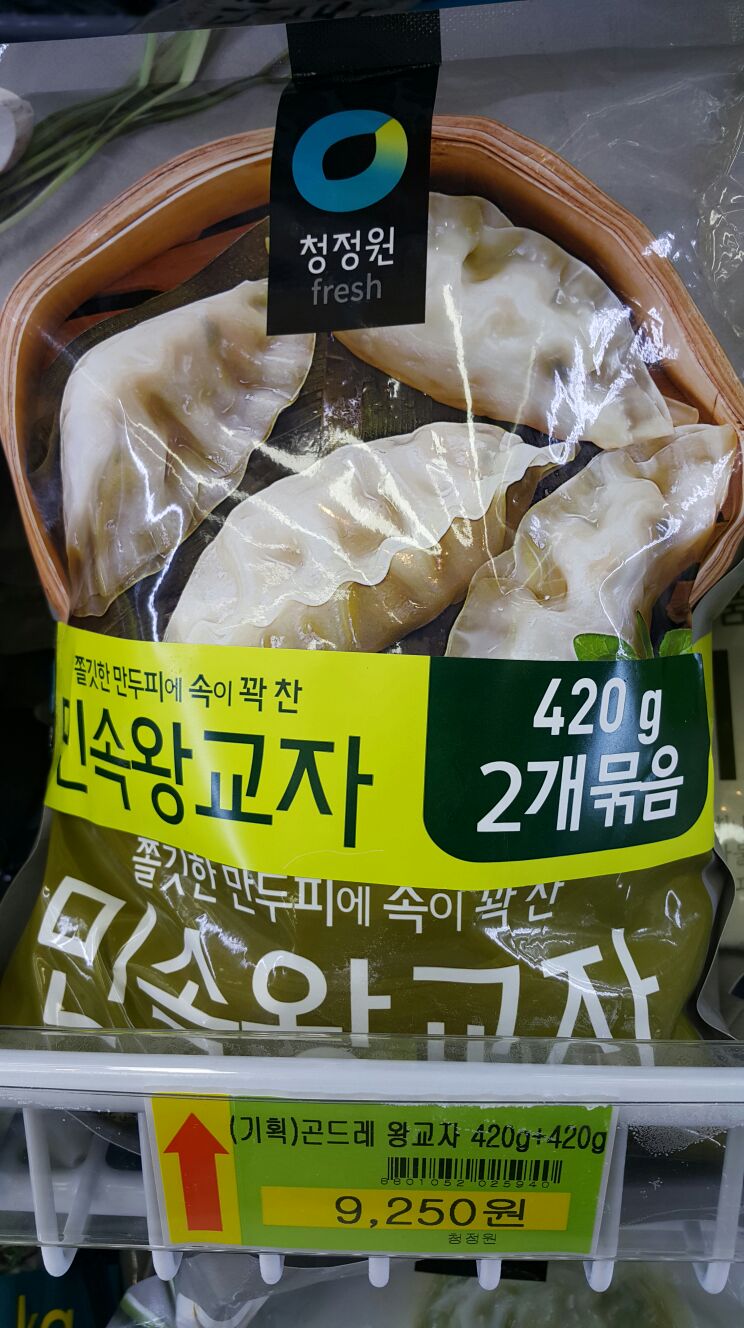 청정원
fresh
쫄깃한 만두피에 속이 꽉 찬
민속왕교자
420 g
2개묶음
쫄깃한 만두피에 속이 꽉 찬
민속왕교자
(기획)곤드레 왕교자 420g+420g
8801052 025940
9,250원
청정원
kg